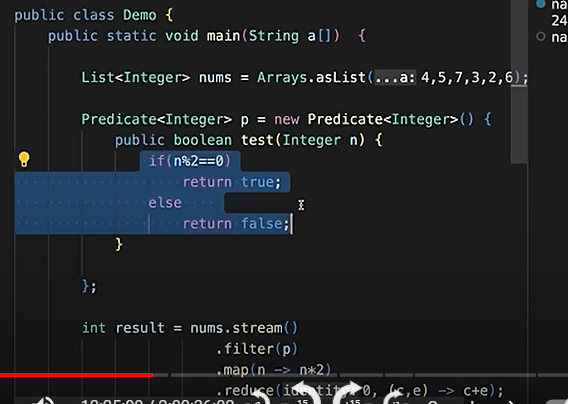 public class Demo {
public static void main(String a[]) {
List<Integer> nums = Arrays.asList(...a: 4,5,7,3,2,6);
Predicate<Integer> p = new Predicate<Integer>() {
public boolean test(Integer n) {
if(n%2==0)
return true;
else
return false;
}
};
int result = nums.stream()
.filter(p)
.map(n -> n*2)
.reduce(identity: 0, (c,e) -> c+e);
na
24
na